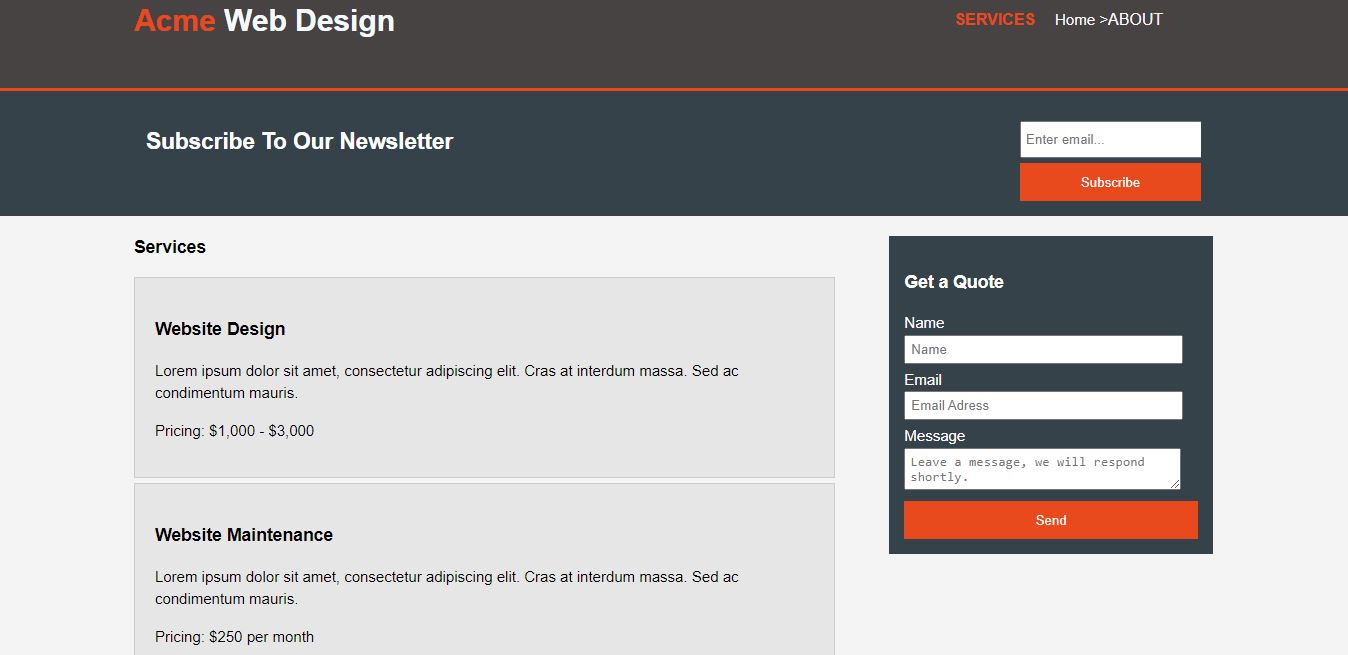 Acme Web Design
SERVICES Home >ABOUT
Subscribe To Our Newsletter
Enter email...
Subscribe
Services
Website Design
Lorem ipsum dolor sit amet, consectetur adipiscing elit. Cras at interdum massa. Sed ac
condimentum mauris.
Pricing: $1,000 - $3,000
Website Maintenance
Lorem ipsum dolor sit amet, consectetur adipiscing elit. Cras at interdum massa. Sed ac
condimentum mauris.
Pricing: $250 per month
Get a Quote
Name
Name
Email
Email Adress
Message
Leave a message, we will respond
shortly.
Send